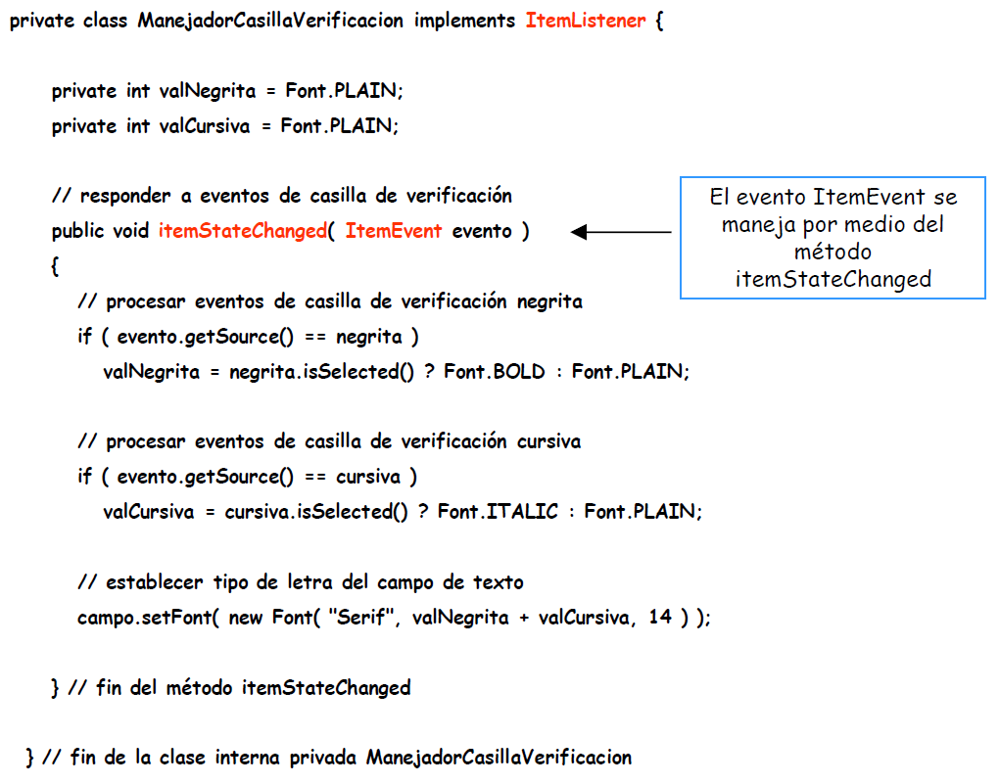 private class ManejadorCasillaVerificacion implements ItemListener {
private int valNegrita = Font.PLAIN;
private int valCursiva = Font.PLAIN;
// responder a eventos de casilla de verificación
public void itemStateChanged( ItemEvent evento )
{
// procesar eventos de casilla de verificación negrita
if ( evento.getSource() == negrita )
valNegrita = negrita.isSelected() ? Font.BOLD : Font.PLAIN;
// procesar eventos de casilla de verificación cursiva
if ( evento.getSource() == cursiva )
valCursiva = cursiva.isSelected() ? Font.ITALIC : Font.PLAIN;
// establecer tipo de letra del campo de texto
campo.setFont( new Font( "Serif", valNegrita + valCursiva, 14 ) );
} // fin del método itemStateChanged
} // fin de la clase interna privada ManejadorCasillaVerificacion
El evento ItemEvent se
maneja por medio del
método
itemStateChanged